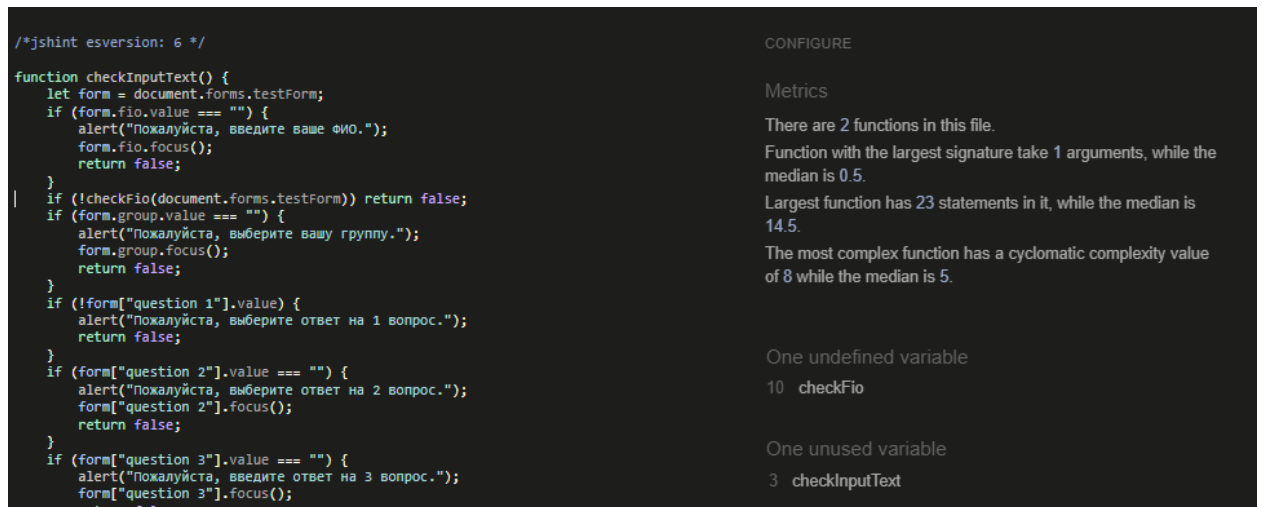 /*jshint esversion: 6 */
function checkInputText() {
    let form = document.forms.testForm;
    if (form.fio.value === "") {
        alert("Пожалуйста, введите ваше ФИО.");
        form.fio.focus();
        return false;
    }
    if (!checkFio(document.forms.testForm)) return false;
    if (form.group.value === "") {
        alert("Пожалуйста, выберите вашу группу.");
        form.group.focus();
        return false;
    }
    if (!form["question 1"].value) {
        alert("Пожалуйста, выберите ответ на 1 вопрос.");
        return false;
    }
    if (form["question 2"].value === "") {
        alert("Пожалуйста, выберите ответ на 2 вопрос.");
        form["question 2"].focus();
        return false;
    }
    if (form["question 3"].value === "") {
        alert("Пожалуйста, введите ответ на 3 вопрос.");
        form["question 3"].focus();
CONFIGURE
Metrics
There are 2 functions in this file.
Function with the largest signature take 1 arguments, while the
median is 0.5.
Largest function has 23 statements in it, while the median is
14.5.
The most complex function has a cyclomatic complexity value
of 8 while the median is 5.
One undefined variable
10 checkFio
One unused variable
3 checkInputText